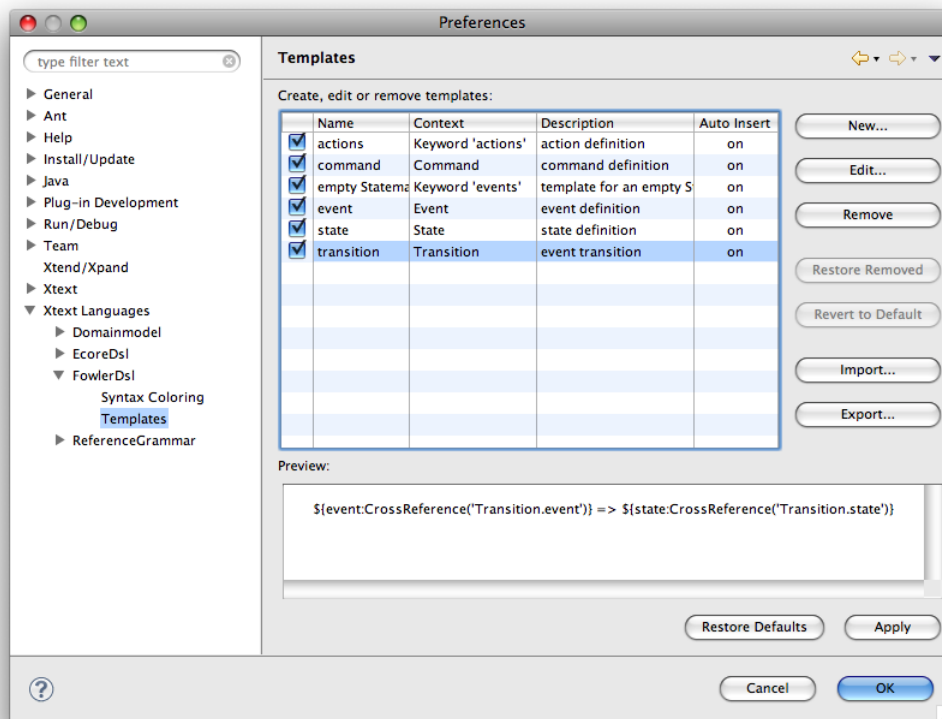 Preferences
type filter text
General
Ant
Help
Install/Update
Java
Plug-in Development
Run/Debug
Team
Xtend/Xpand
Xtext
Xtext Languages
Domainmodel
EcoreDsl
FowlerDsl
Syntax Coloring
Templates
ReferenceGrammar
Templates
Create, edit or remove templates:
Name Context Description Auto Insert
actions Keyword 'actions' action definition on
command Command command definition on
empty Statema Keyword 'events' template for an empty S on
event Event event definition on
state State state definition on
transition Transition event transition on
New...
Edit...
Remove
Restore Removed
Revert to Default
Import...
Export...
Preview:
${event:CrossReference('Transition.event')} => ${state:CrossReference('Transition.state')}
Restore Defaults Apply
? Cancel OK